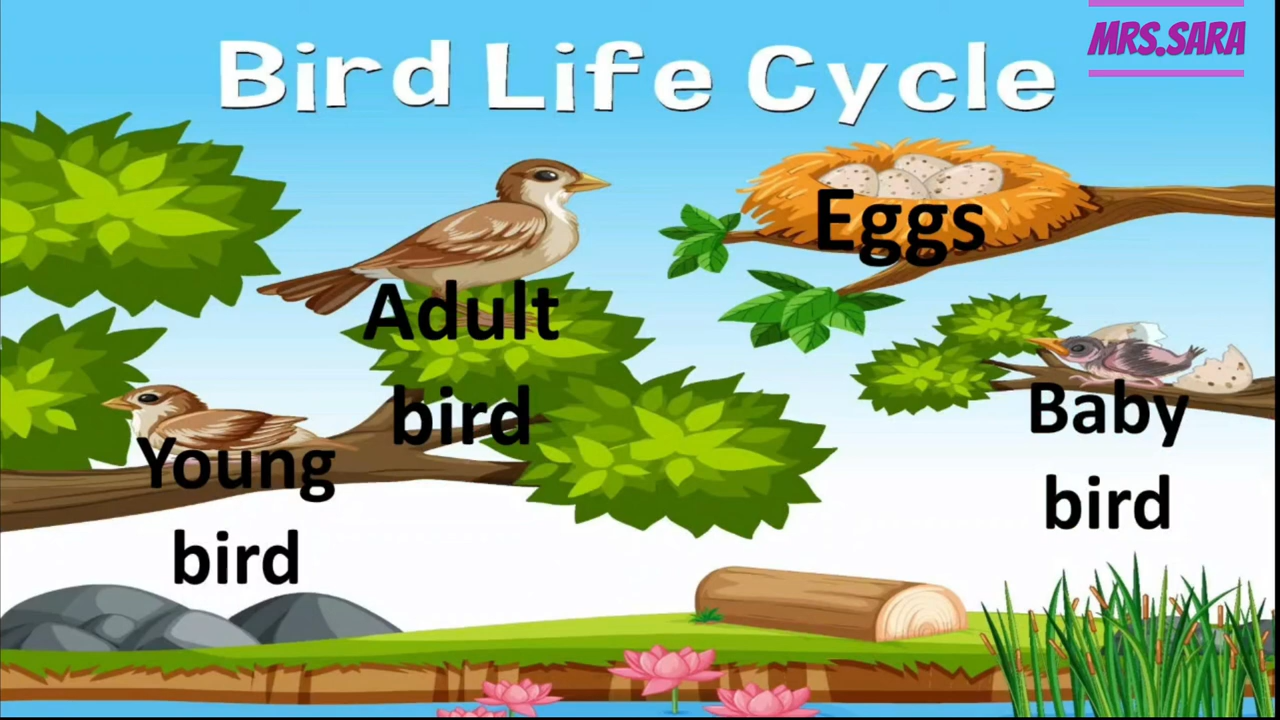 Bird Life Cycle
MRS.SARA
Eggs
Adult
bird
Baby
bird
Young
bird